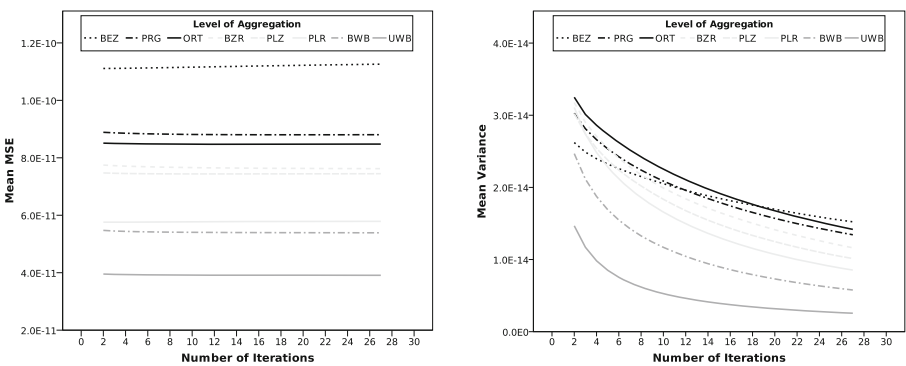 Level of Aggregation
BEZ PRG ORT BZR PLZ PLR BWB UWB
1.2E-10
1.0E-10
8.0E-11
6.0E-11
4.0E-11
2.0E-11
Mean MSE
0 2 4 6 8 10 12 14 16 18 20 22 24 26 28 30
Number of Iterations
Level of Aggregation
BEZ PRG ORT BZR PLZ PLR BWB UWB
4.0E-14
3.0E-14
2.0E-14
1.0E-14
0.0E0
Mean Variance
0 2 4 6 8 10 12 14 16 18 20 22 24 26 28 30
Number of Iterations